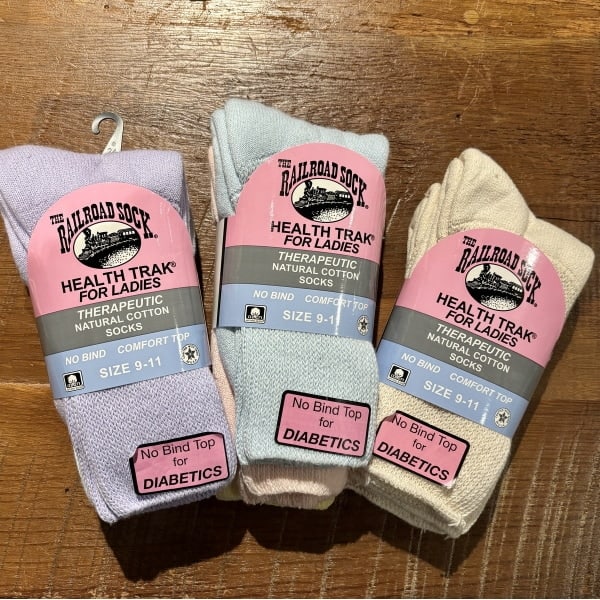 THE
RAILROAD SOCK®
HEALTH TRAK®
FOR LADIES
THERAPEUTIC
NATURAL COTTON
SOCKS
NO BIND COMFORT TOP
SIZE 9-11
No Bind Top
for
DIABETICS
THE
RAILROAD SOCK®
HEALTH TRAK®
FOR LADIES
THERAPEUTIC
NATURAL COTTON
SOCKS
NO BIND COMFORT TOP
SIZE 9-11
No Bind Top
for
DIABETICS
THE
RAILROAD SOCK®
HEALTH TRAK®
FOR LADIES
THERAPEUTIC
NATURAL COTTON
SOCKS
NO BIND COMFORT TOP
SIZE 9-11
No Bind Top
for
DIABETICS